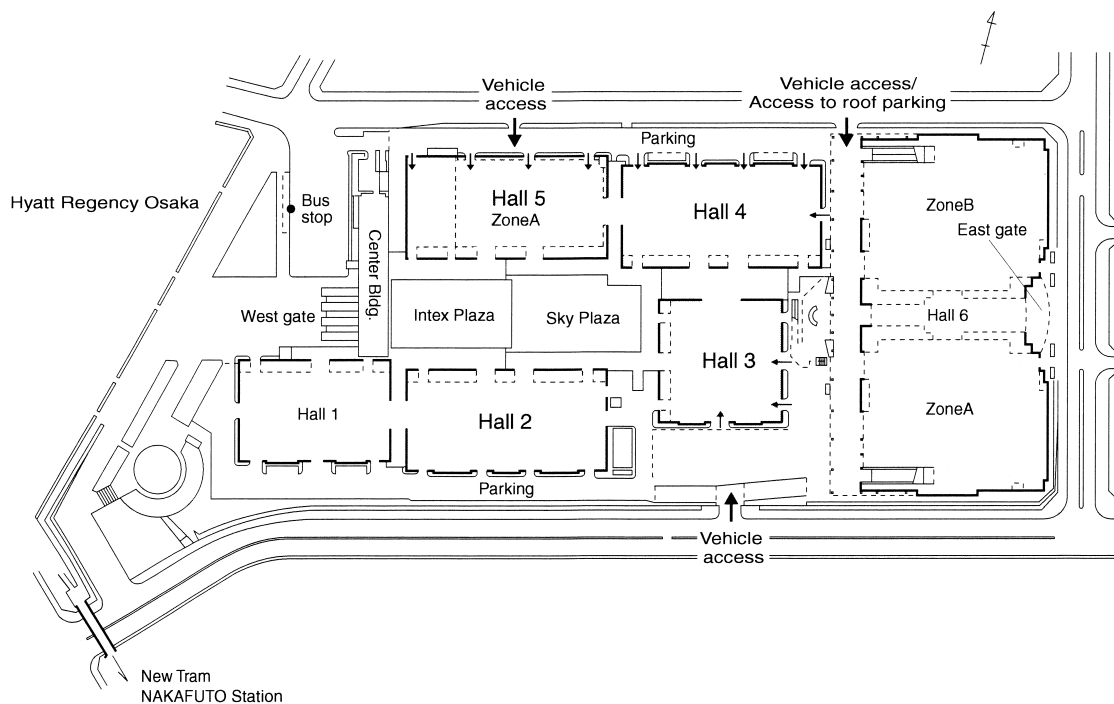 Vehicle
access
Vehicle access/
Access to roof parking
Parking
Hall 5
ZoneA
Hall 4
Hyatt Regency Osaka
Bus
stop
Center Bldg.
ZoneB
East gate
West gate
Intex Plaza
Sky Plaza
Hall 6
Hall 3
Hall 1
Hall 2
ZoneA
Parking
Vehicle
access
New Tram
NAKAFUTO Station